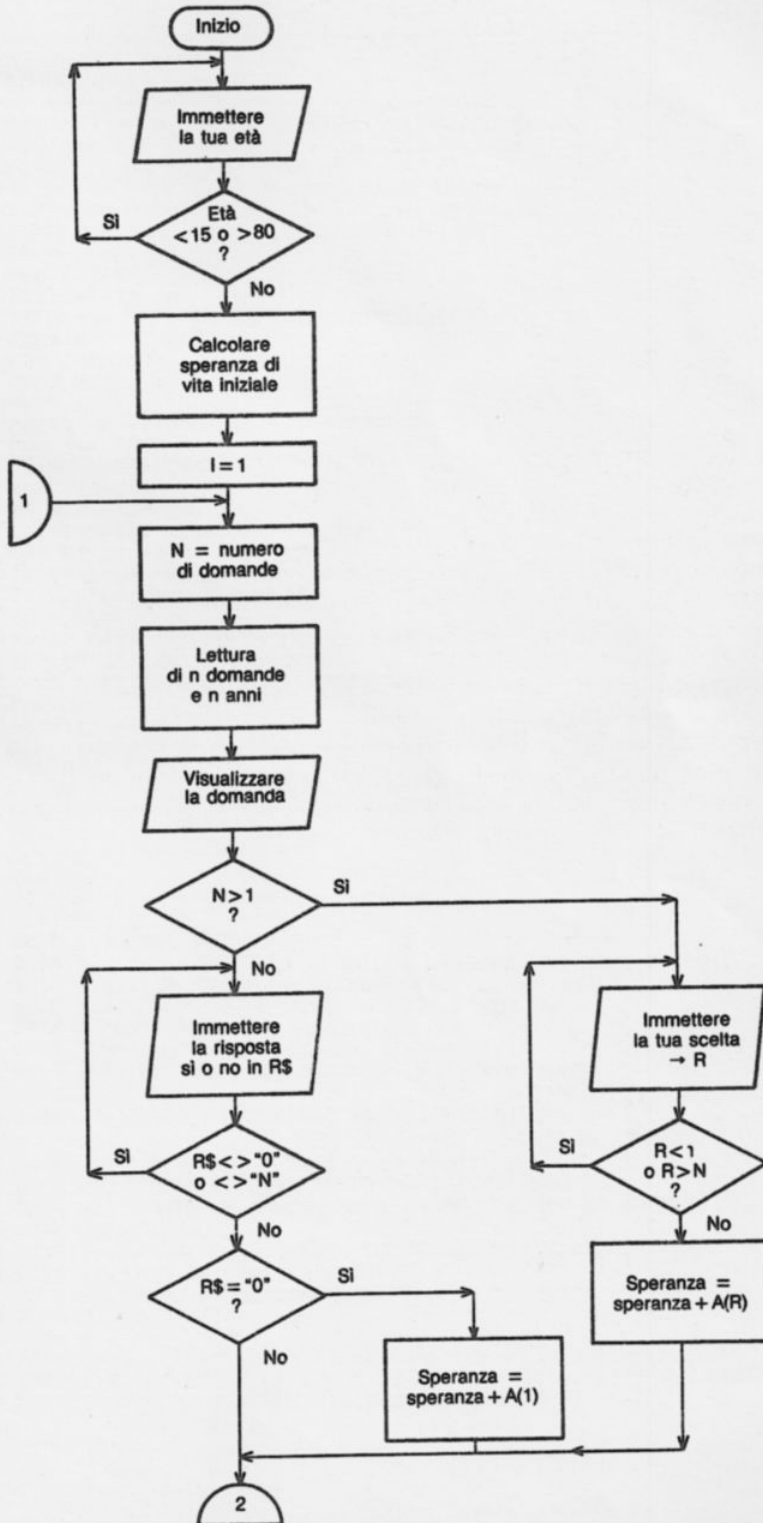 Inizio
Immettere
la tua età
Età
<15 o >80
?
Sì
No
Calcolare
speranza di
vita iniziale
I = 1
1
N = numero
di domande
Lettura
di n domande
e n anni
Visualizzare
la domanda
N>1
?
Sì
No
Immettere
la risposta
sì o no in R$
Sì
R$<>"0"
o <>"N"
No
R$="0"
?
Sì
No
Speranza =
speranza + A(1)
Immettere
la tua scelta
→ R
Sì
R<1
o R>N
?
No
Speranza =
speranza + A(R)
2